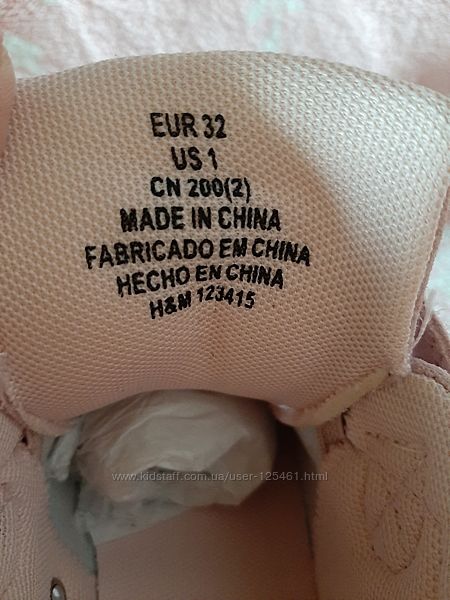 EUR 32
US 1
CN 200(2)
MADE IN CHINA
FABRICADO EM CHINA
HECHO EN CHINA
H&M 123415
www.kidstaff.com.ua/user-125461.html